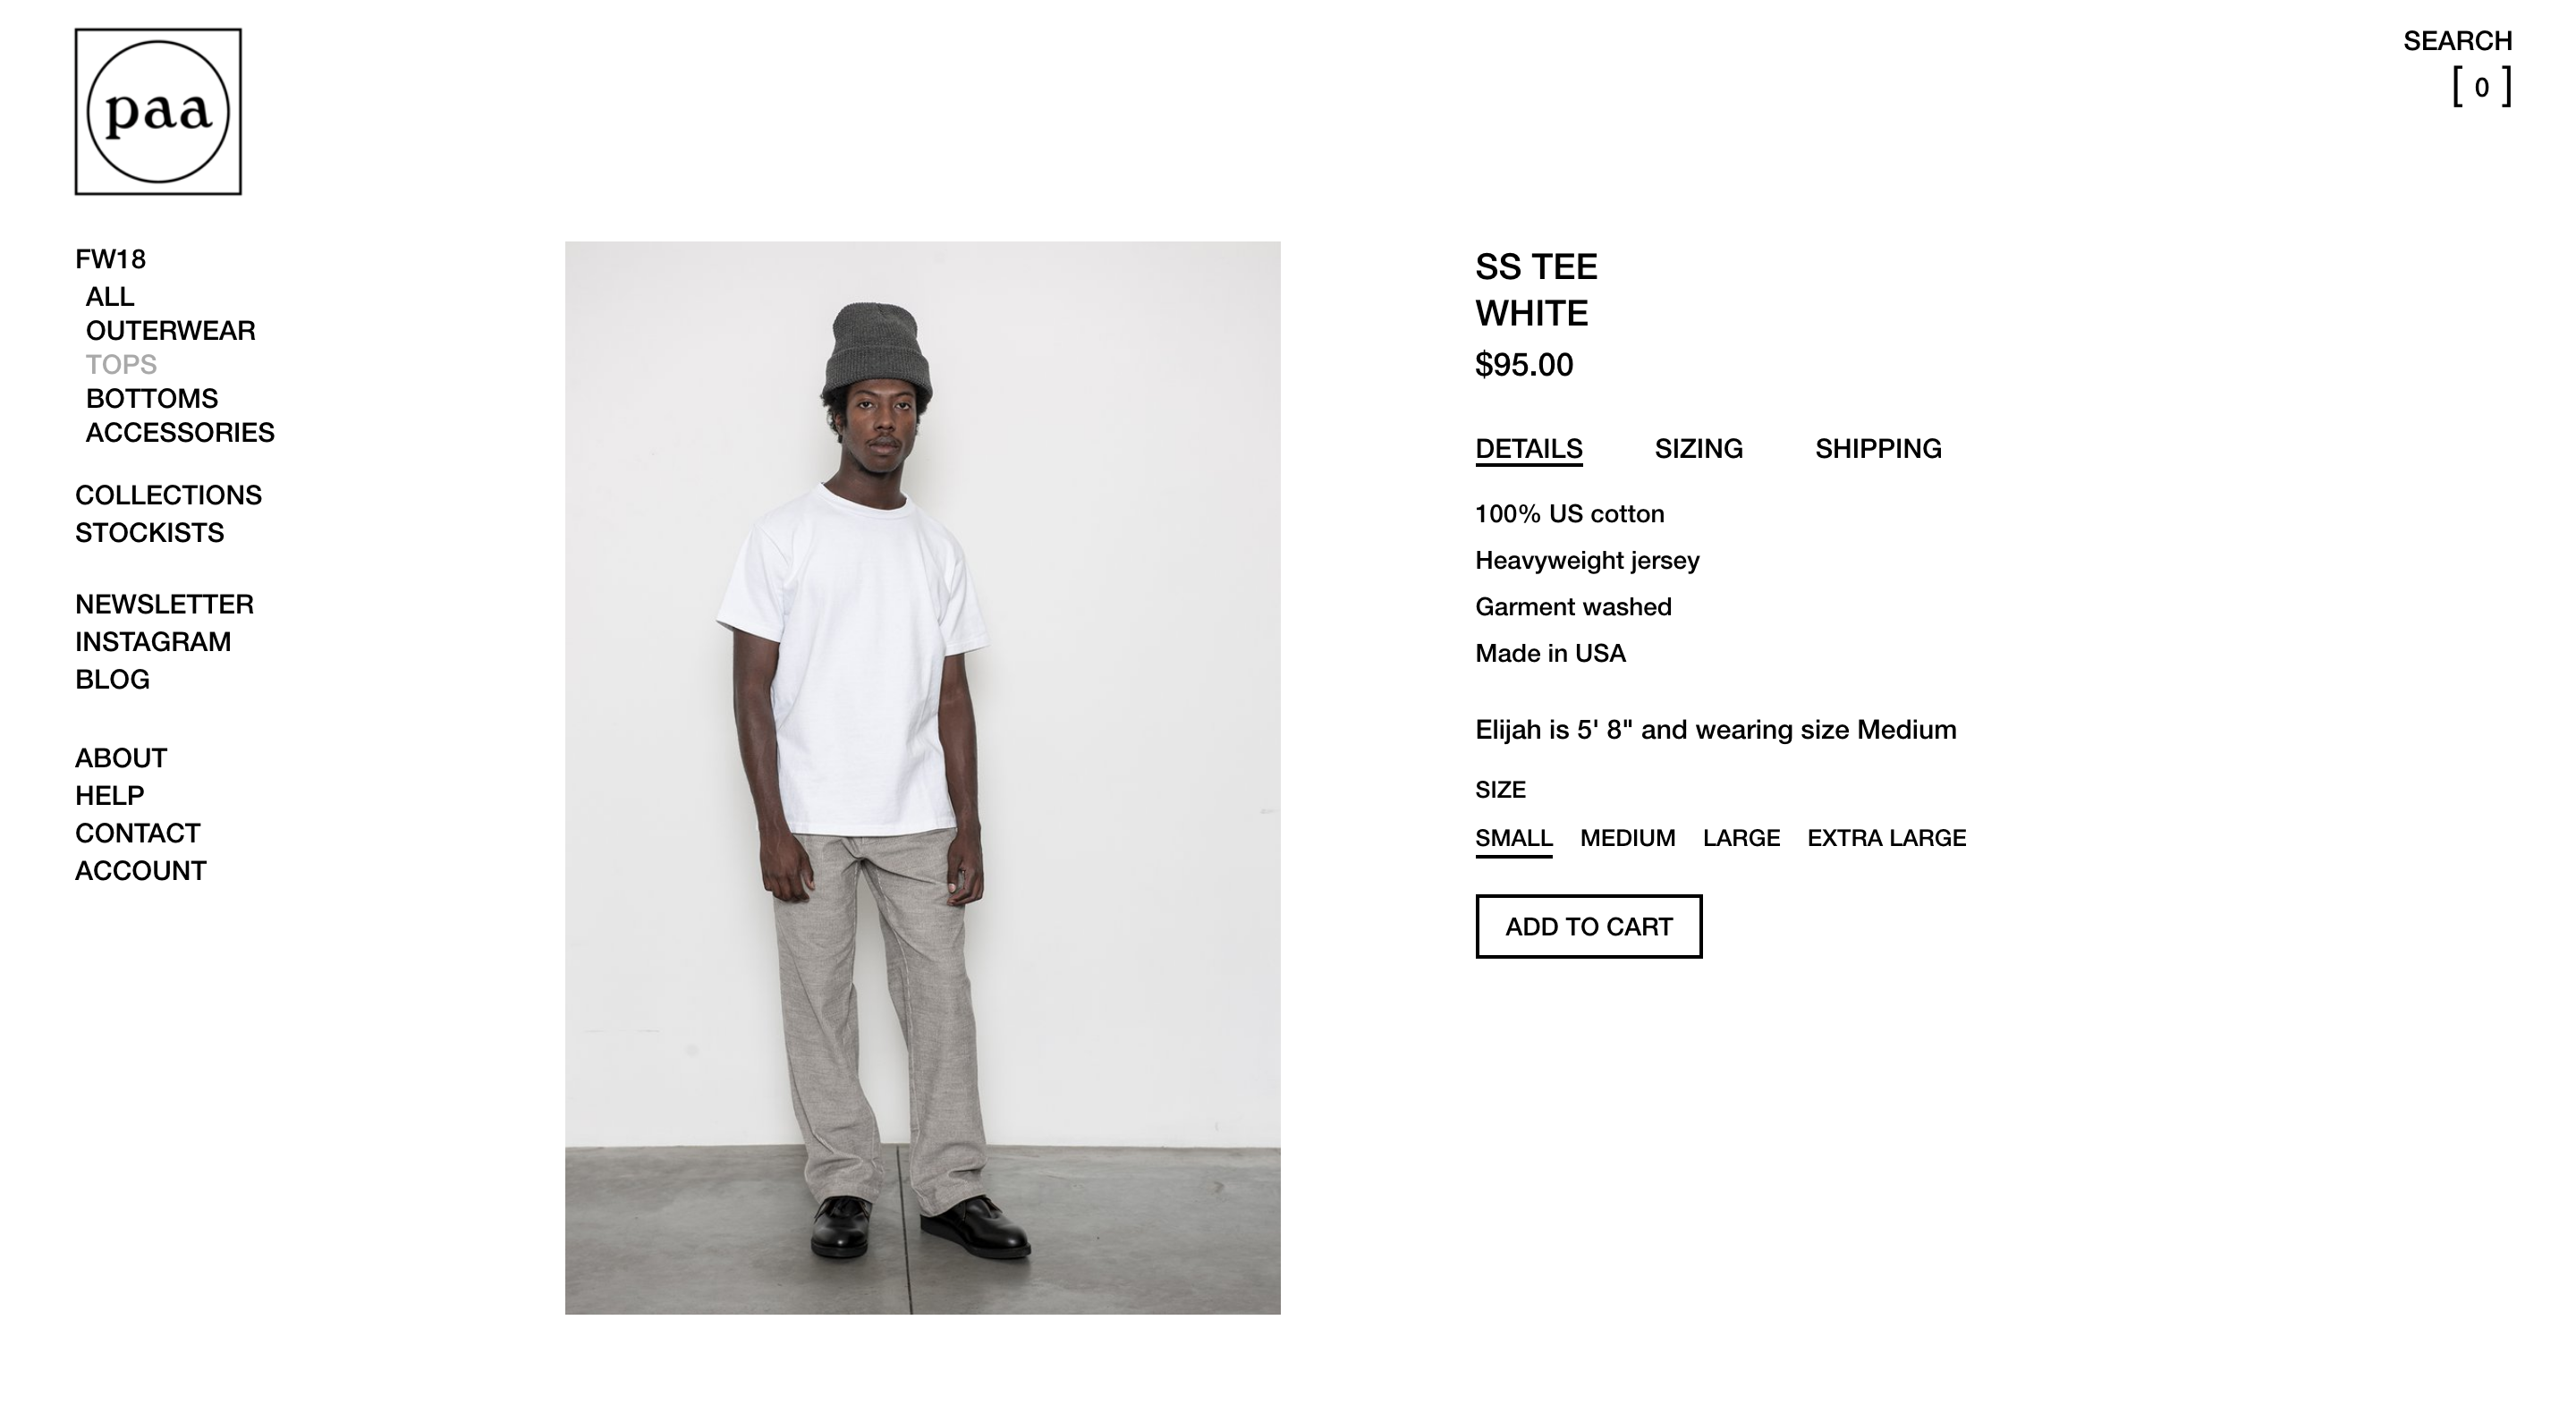 paa
SEARCH
[ 0 ]
FW18
ALL
OUTERWEAR
TOPS
BOTTOMS
ACCESSORIES
COLLECTIONS
STOCKISTS
NEWSLETTER
INSTAGRAM
BLOG
ABOUT
HELP
CONTACT
ACCOUNT
SS TEE
WHITE
$95.00
DETAILS SIZING SHIPPING
100% US cotton
Heavyweight jersey
Garment washed
Made in USA
Elijah is 5' 8" and wearing size Medium
SIZE
SMALL MEDIUM LARGE EXTRA LARGE
ADD TO CART